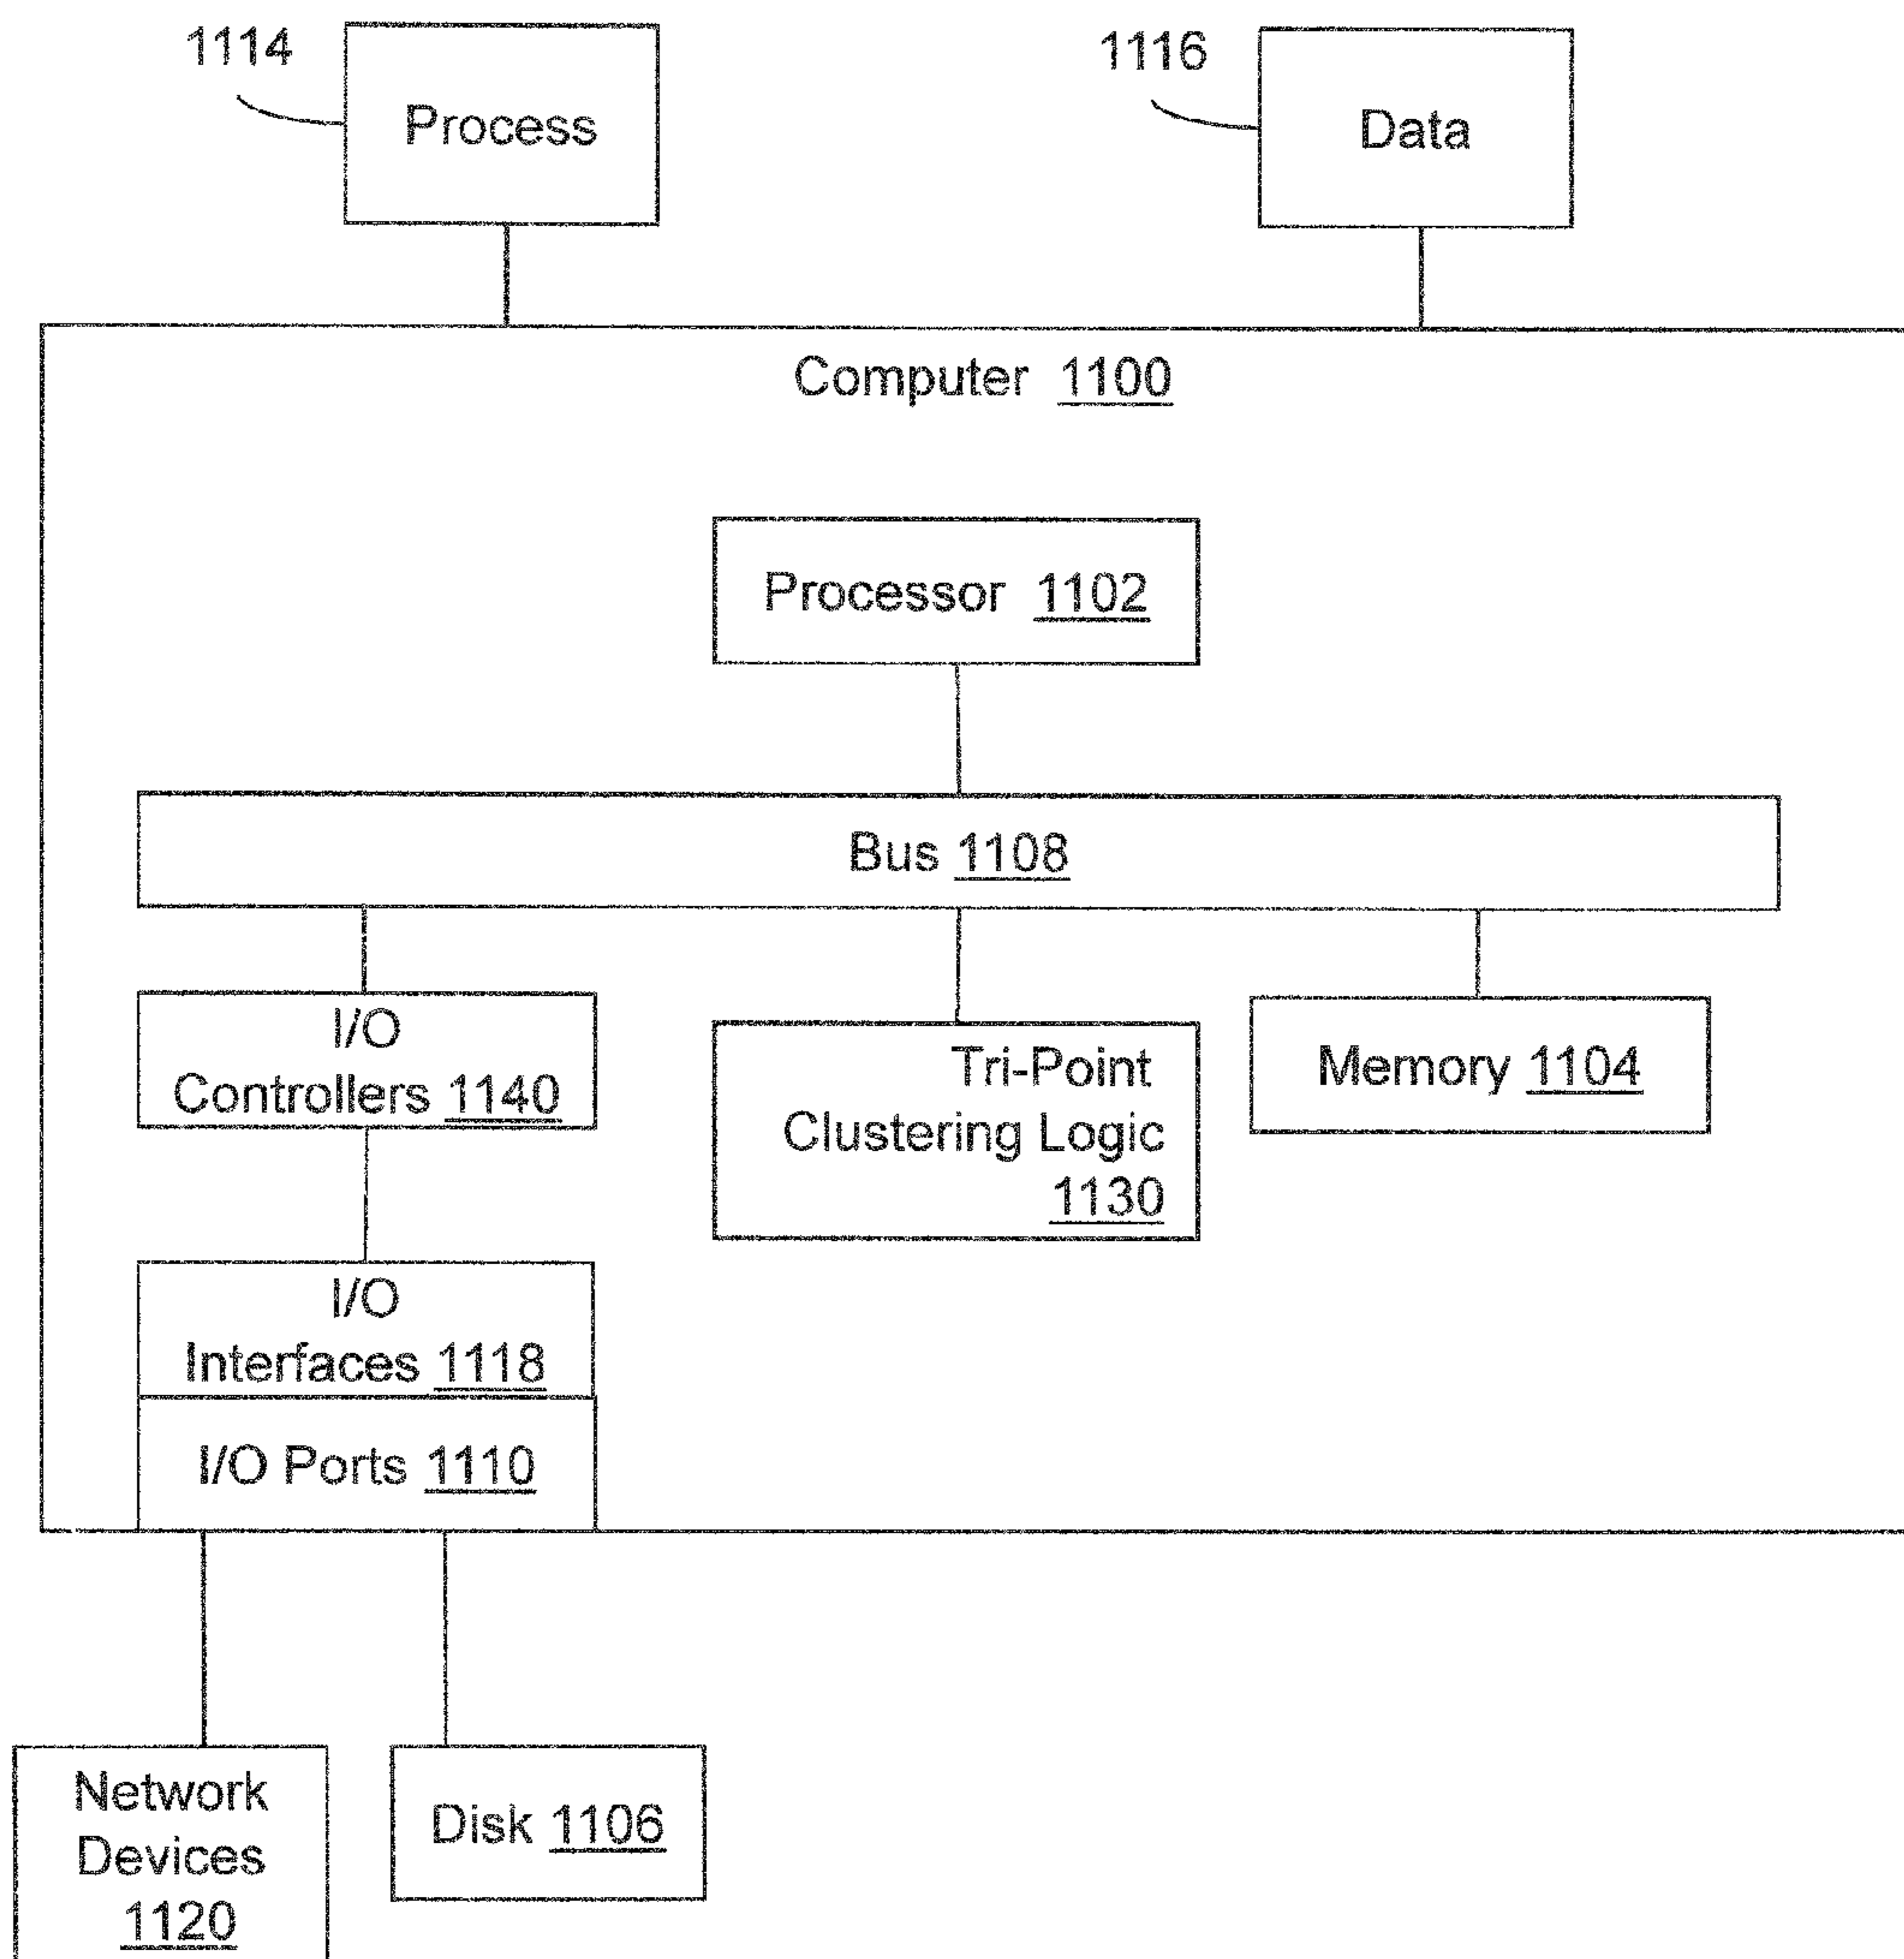 1114
Process
1116
Data
Computer 1100
Processor 1102
Bus 1108
I/O
Controllers 1140
Tri-Point
Clustering Logic
1130
Memory 1104
I/O
Interfaces 1118
I/O Ports 1110
Network
Devices
1120
Disk 1106